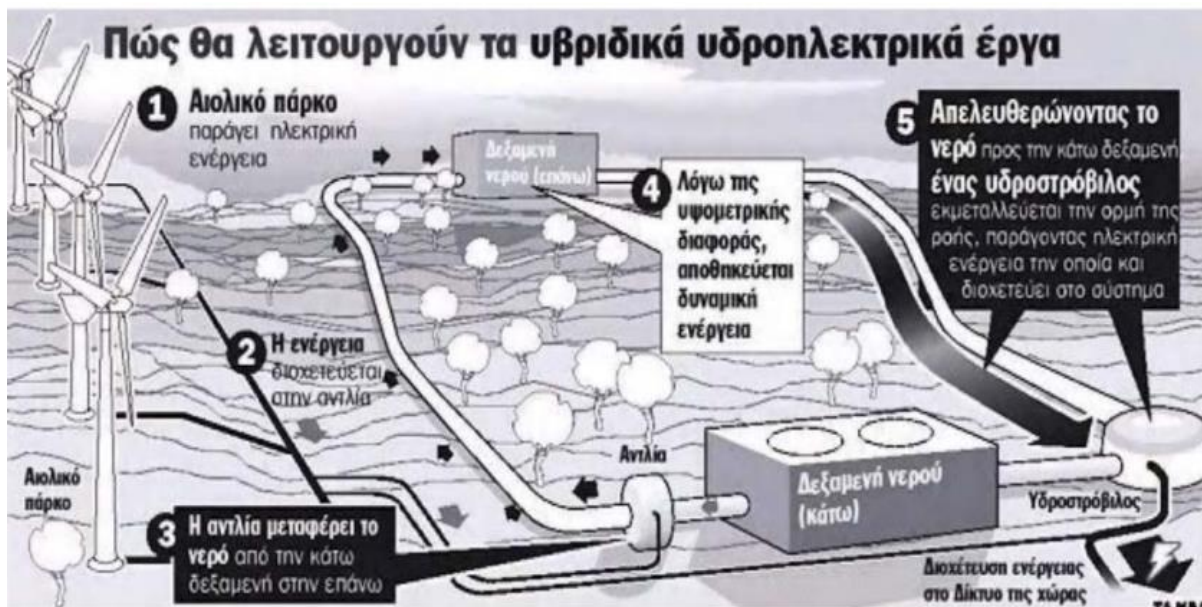 Πώς θα λειτουργούν τα υβριδικά υδροηλεκτρικά έργα
1 Αιολικό πάρκο
παράγει ηλεκτρική
ενέργεια
2 Η ενέργεια
διοχετεύεται
στην αντλία
Αιολικό
πάρκο
3 Η αντλία μεταφέρει το
νερό από την κάτω
δεξαμενή στην επάνω
Δεξαμενή
νερού (επάνω)
4 Λόγω της
υψομετρικής
διαφοράς,
αποθηκεύεται
δυναμική
ενέργεια
5 Απελευθερώνοντας το
νερό προς την κάτω δεξαμενή
ένας υδροστρόβιλος
εκμεταλλεύεται την ορμή της
ροής, παράγοντας ηλεκτρική
ενέργεια την οποία και
διοχετεύει στο σύστημα
Αντλία
Δεξαμενή νερού
(κάτω)
Υδροστρόβιλος
Διοχέτευση ενέργειας
στο Δίκτυο της χώρας